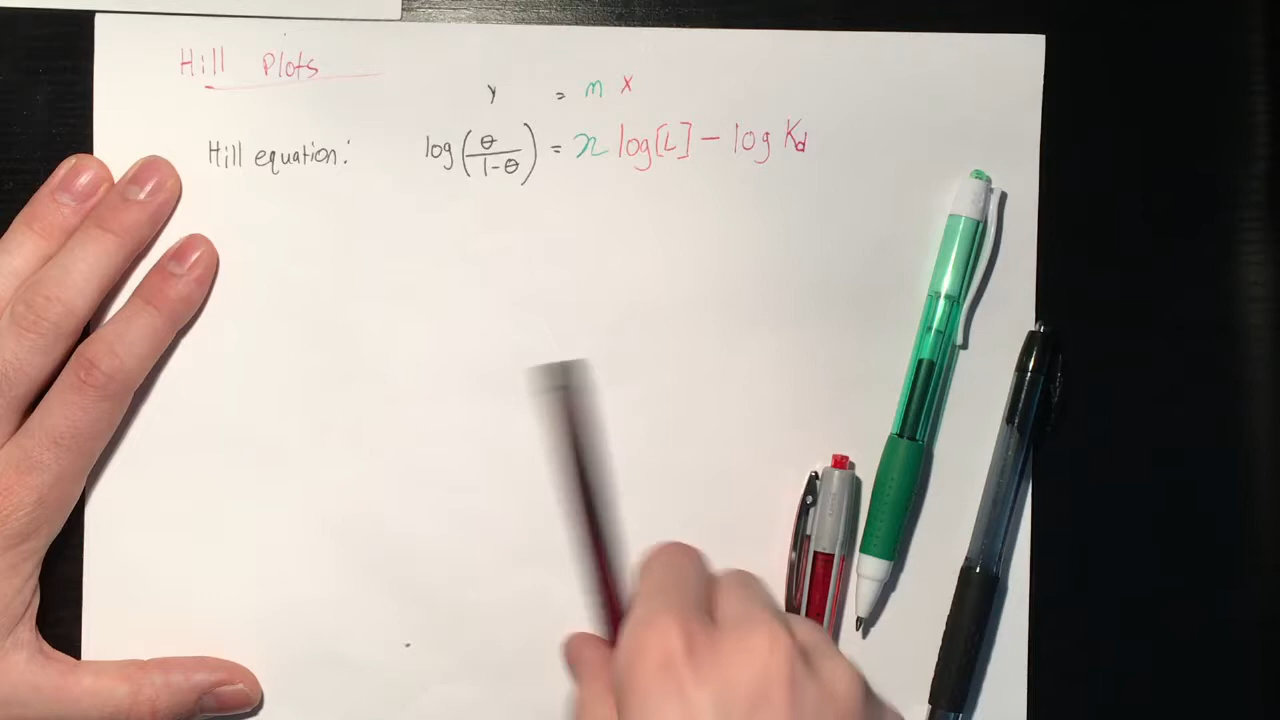 Hill Plots
y = m x
Hill equation: log(θ/1-θ) = n log[L] - log Kd